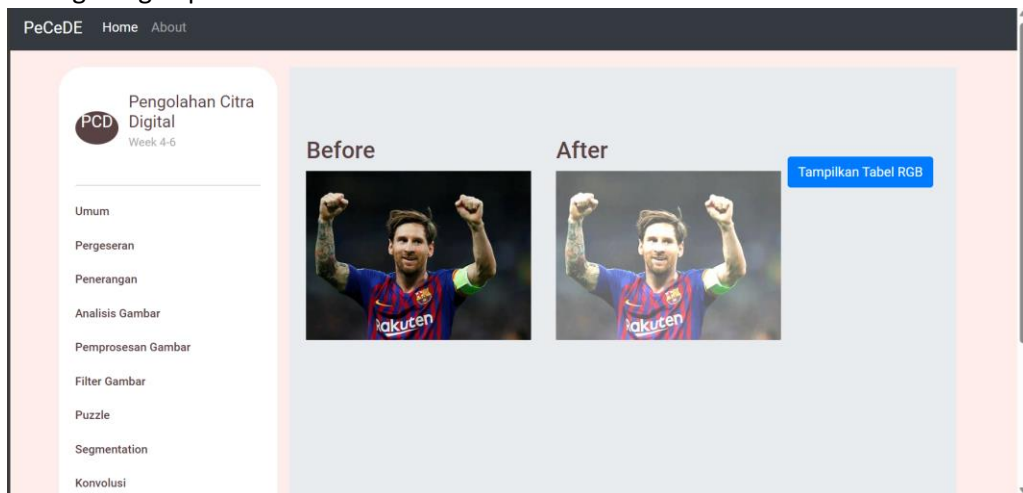 PeCeDE Home About
PCD
Pengolahan Citra
Digital
Week 4-6
Umum
Pergeseran
Penerangan
Analisis Gambar
Pemprosesan Gambar
Filter Gambar
Puzzle
Segmentation
Konvolusi
Before
Rakuten
After
Rakuten
Tampilkan Tabel RGB